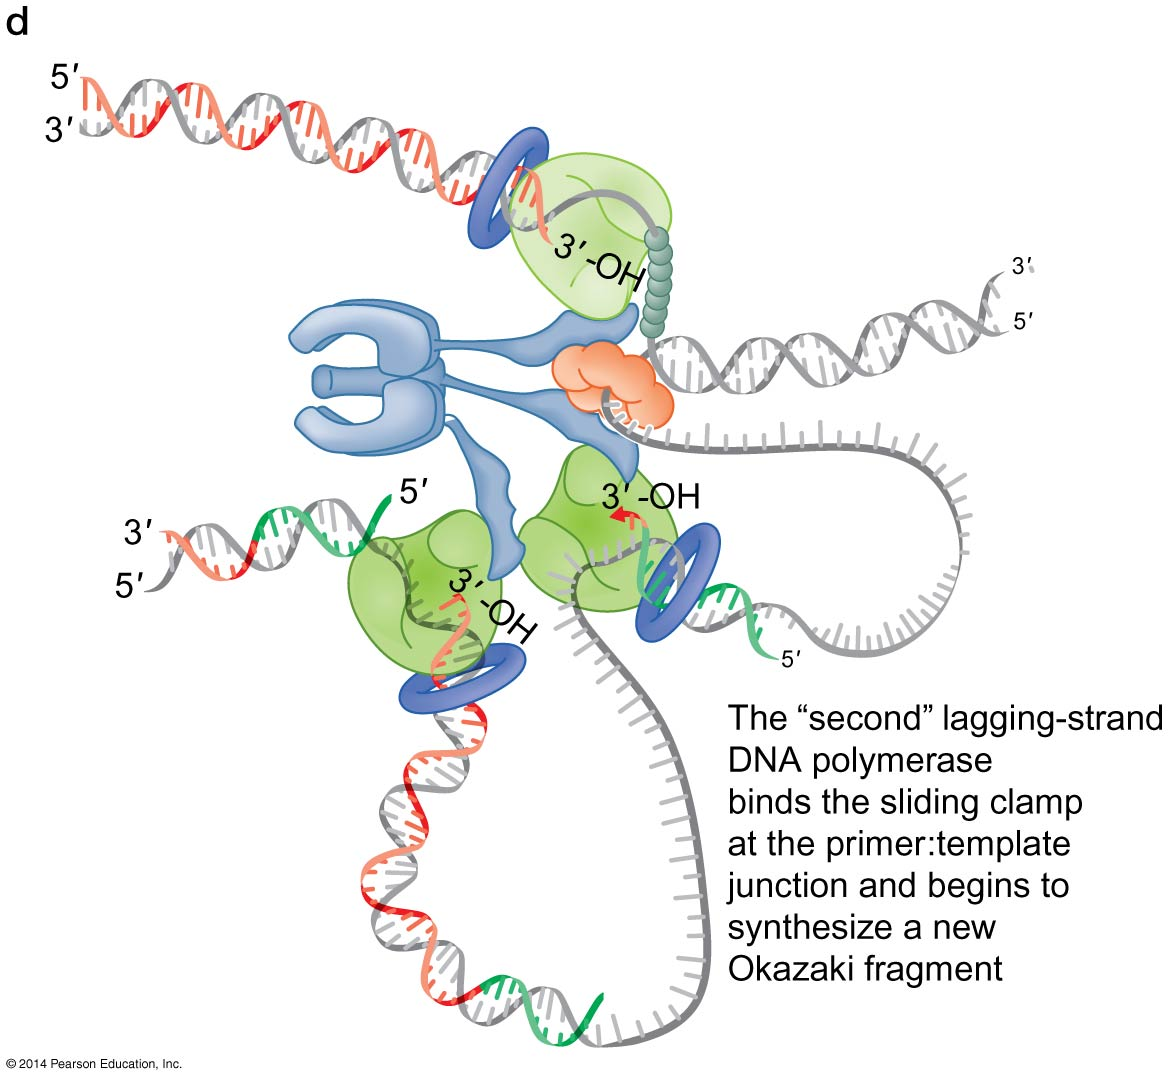 d
5′
3′
3′-OH
3′
5′
3′-OH
5′
3′
5′
3′-OH
5′
The “second” lagging-strand
DNA polymerase
binds the sliding clamp
at the primer:template
junction and begins to
synthesize a new
Okazaki fragment
© 2014 Pearson Education, Inc.